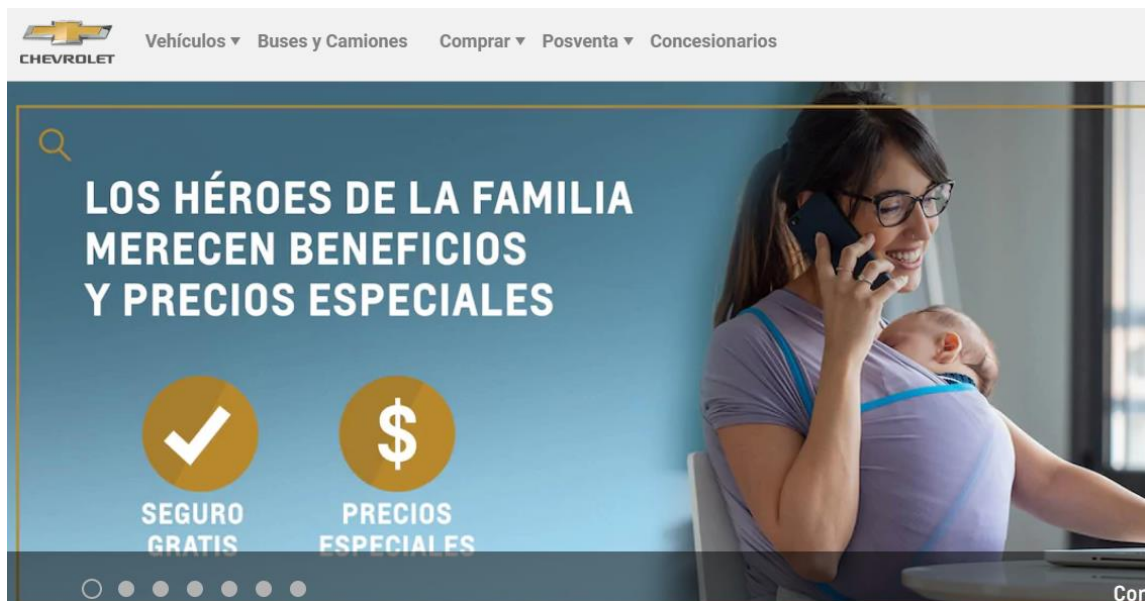 CHEVROLET
Vehículos Buses y Camiones Comprar Posventa Concesionarios
LOS HÉROES DE LA FAMILIA
MERECEN BENEFICIOS
Y PRECIOS ESPECIALES
$
SEGURO
GRATIS
PRECIOS
ESPECIALES